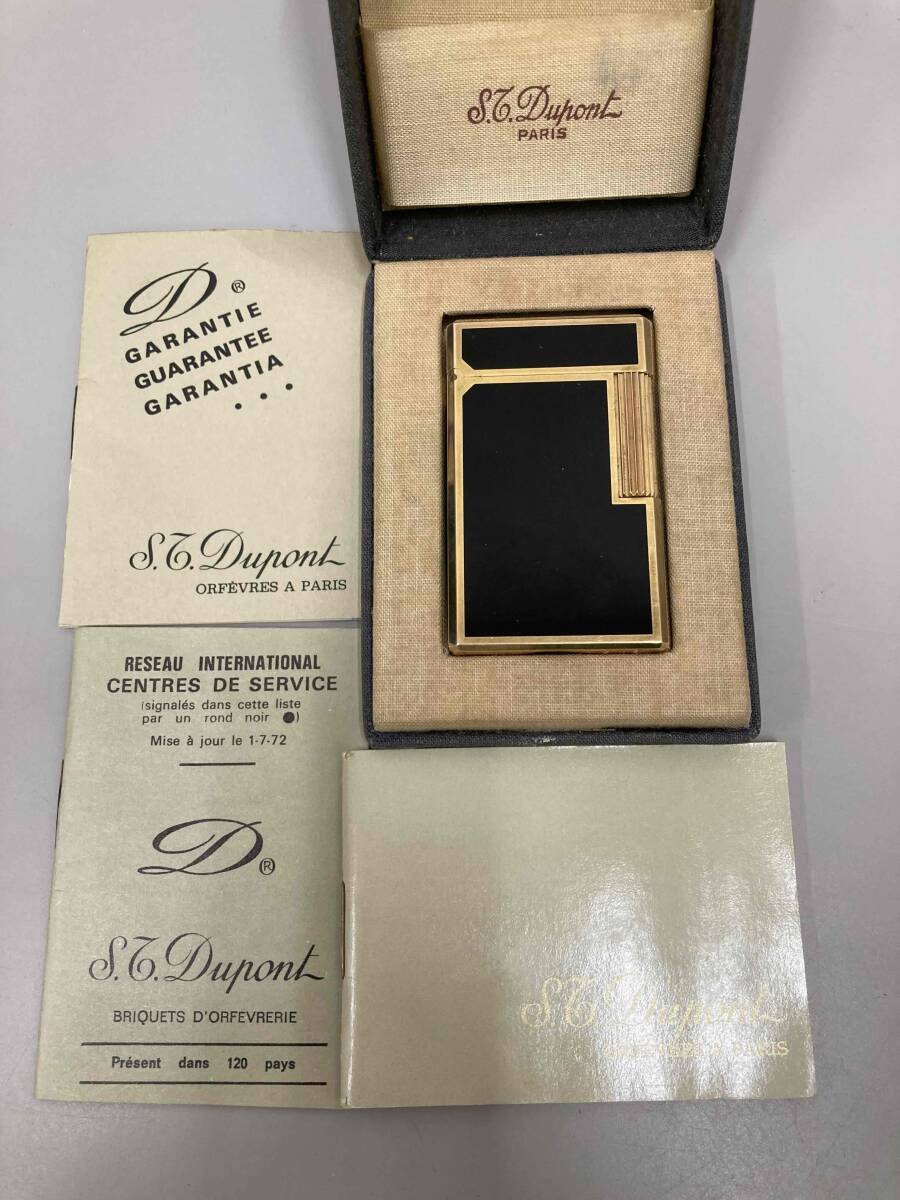 S.T. Dupont
PARIS
D®
GARANTIE
GUARANTEE
GARANTIA
...
S.T. Dupont
ORFÈVRES A PARIS
RESEAU INTERNATIONAL
CENTRES DE SERVICE
(signalés dans cette liste
par un rond noir ●)
Mise à jour le 1-7-72
D®
S.T. Dupont
BRIQUETS D'ORFEVRERIE
Présent dans 120 pays
S.T. Dupont
A PARIS